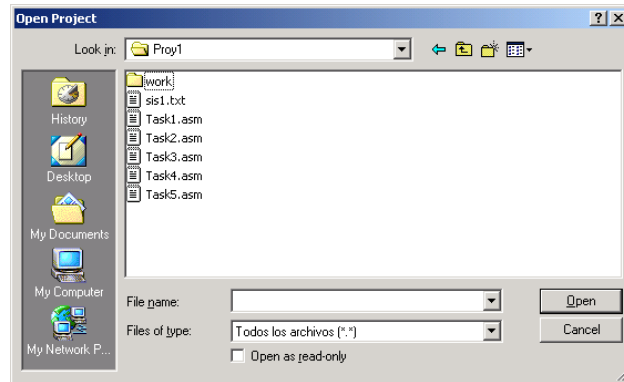 Open Project
Look in: Proy1
work
sis1.txt
Task1.asm
Task2.asm
Task3.asm
Task4.asm
Task5.asm
History
Desktop
My Documents
My Computer
My Network P...
File name:
Open
Files of type: Todos los archivos (*.*)
Cancel
Open as read-only